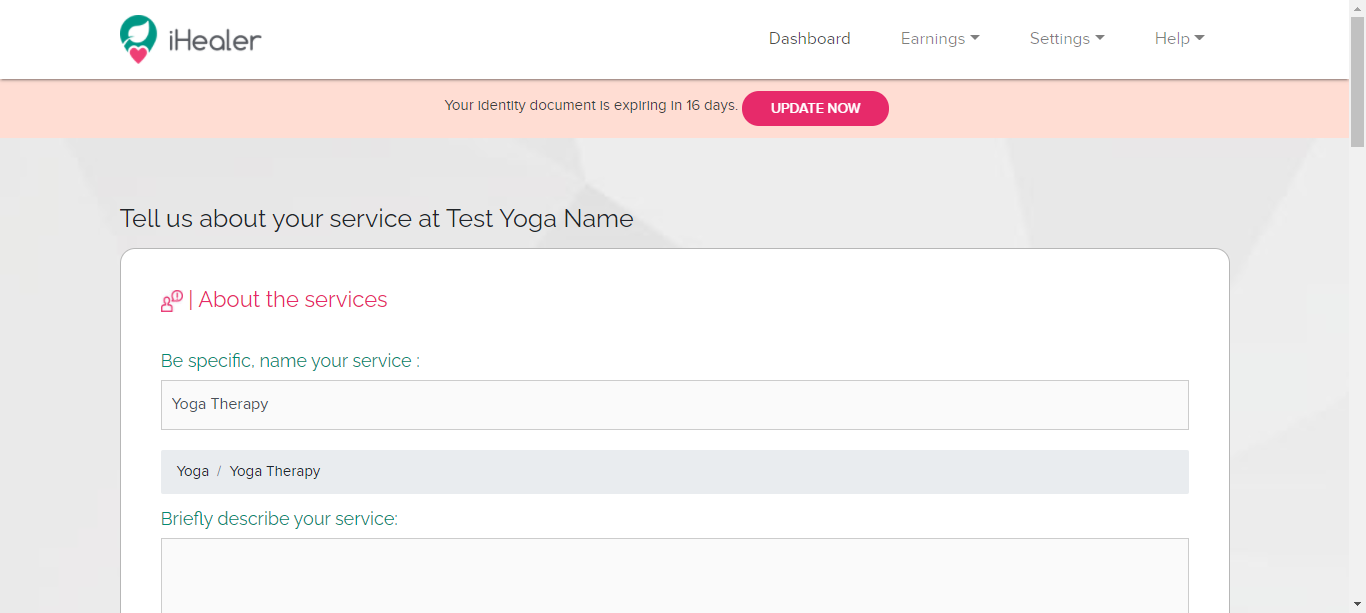 iHealer
Dashboard Earnings Settings Help
Your identity document is expiring in 16 days. UPDATE NOW
Tell us about your service at Test Yoga Name
| About the services
Be specific, name your service :
Yoga Therapy
Yoga / Yoga Therapy
Briefly describe your service: